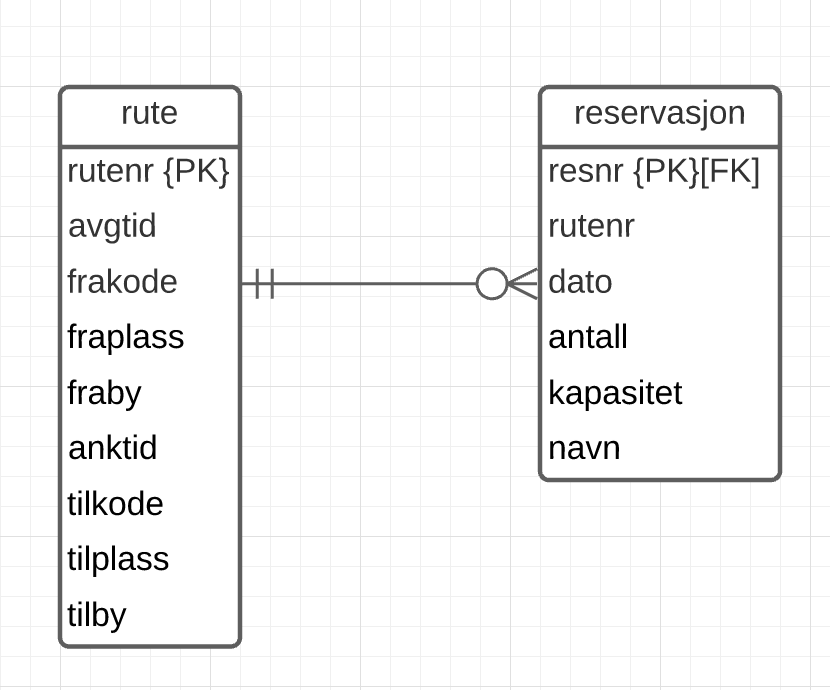 rute
rutenr {PK}
avgtid
frakode
fraplass
fraby
anktid
tilkode
tilplass
tilby
reservasjon
resnr {PK}[FK]
rutenr
dato
antall
kapasitet
navn